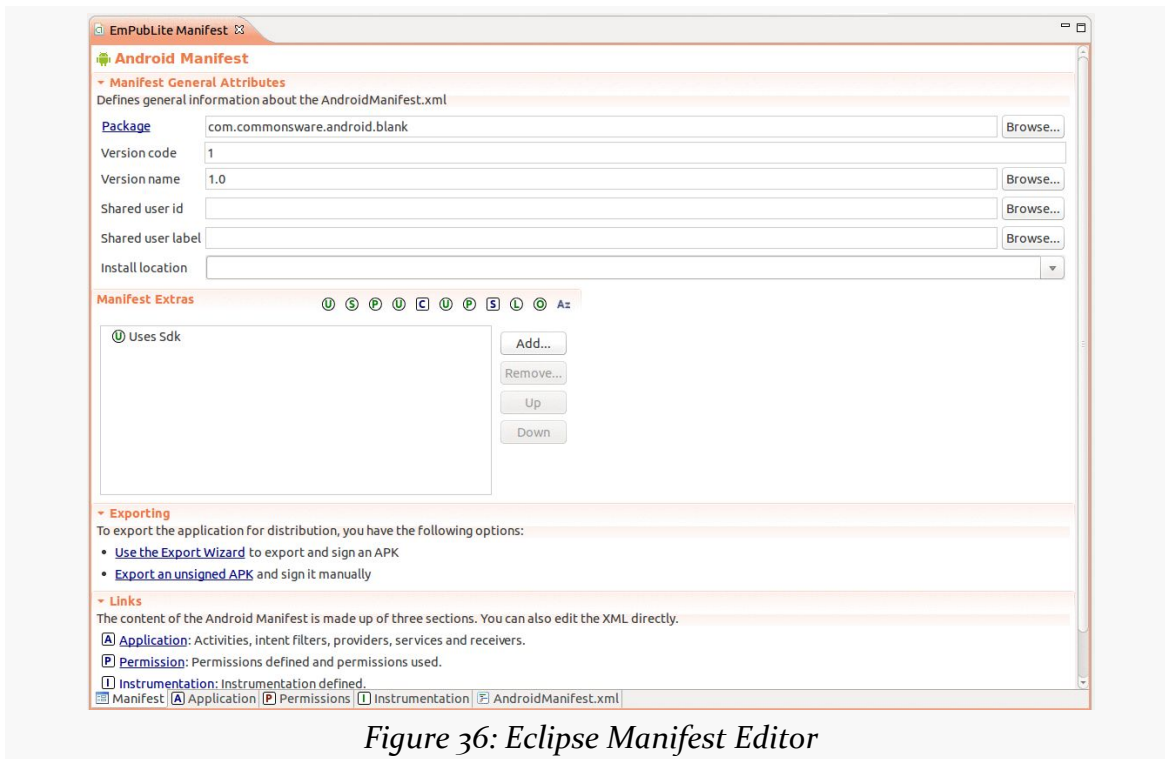 EmPubLite Manifest
Android Manifest
Manifest General Attributes
Defines general information about the AndroidManifest.xml
Package com.commonsware.android.blank Browse...
Version code 1
Version name 1.0 Browse...
Shared user id Browse...
Shared user label Browse...
Install location
Manifest Extras U S P U C U P S L O Az
U Uses Sdk
Add...
Remove...
Up
Down
Exporting
To export the application for distribution, you have the following options:
• Use the Export Wizard to export and sign an APK
• Export an unsigned APK and sign it manually
Links
The content of the Android Manifest is made up of three sections. You can also edit the XML directly.
A Application: Activities, intent filters, providers, services and receivers.
P Permission: Permissions defined and permissions used.
I Instrumentation: Instrumentation defined.
Manifest A Application P Permissions I Instrumentation AndroidManifest.xml
Figure 36: Eclipse Manifest Editor